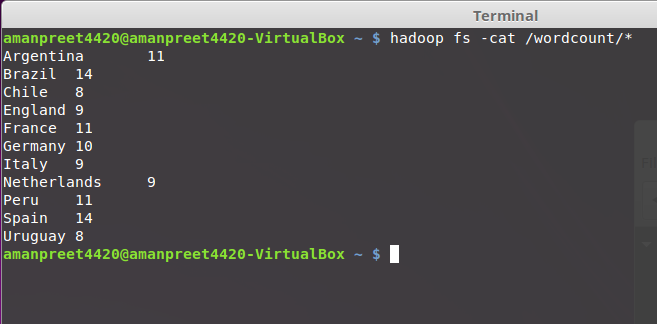 Terminal
amanpreet4420@amanpreet4420-VirtualBox ~ $ hadoop fs -cat /wordcount/*
Argentina	11
Brazil	14
Chile	8
England	9
France	11
Germany	10
Italy	9
Netherlands	9
Peru	11
Spain	14
Uruguay	8
amanpreet4420@amanpreet4420-VirtualBox ~ $